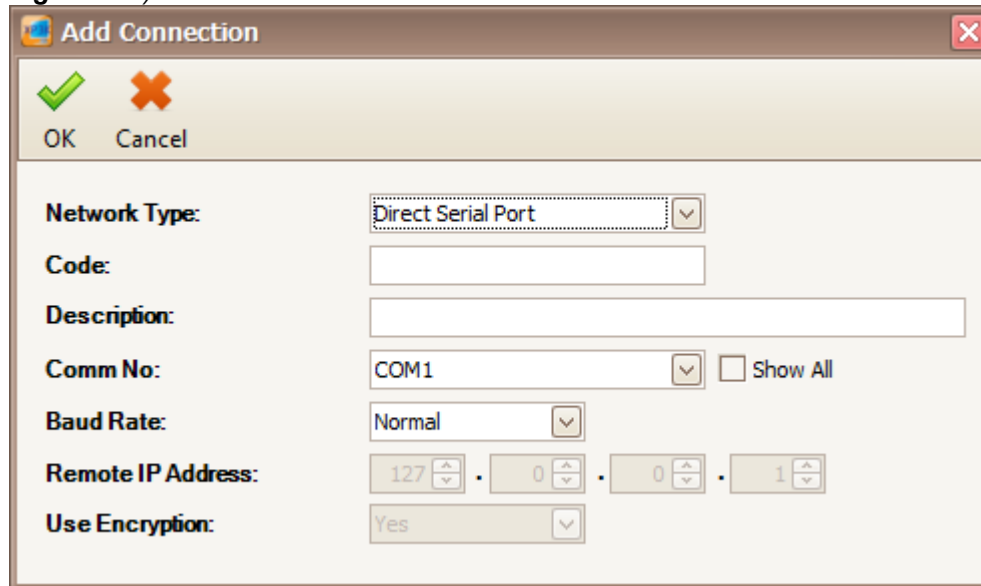 Add Connection
OK Cancel
Network Type: Direct Serial Port
Code:
Description:
Comm No: COM1 Show All
Baud Rate: Normal
Remote IP Address: 127 . 0 . 0 . 1
Use Encryption: Yes